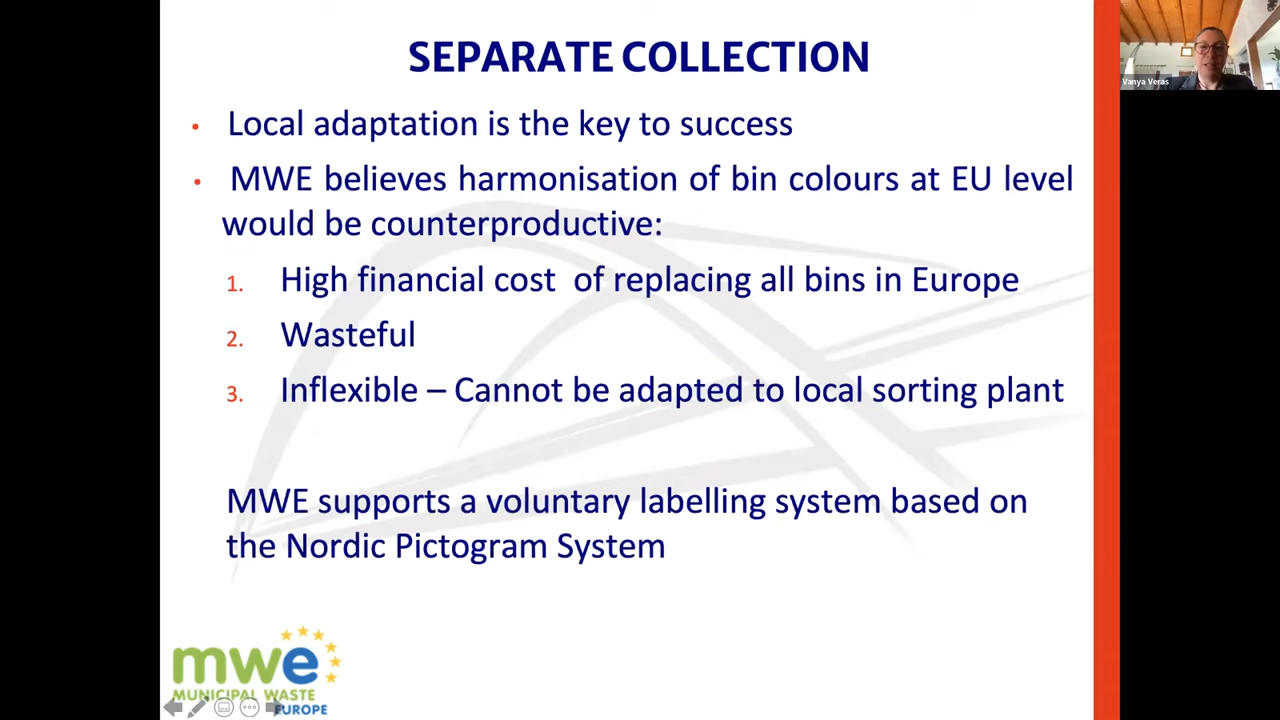 SEPARATE COLLECTION
Vanya Veras
• Local adaptation is the key to success
• MWE believes harmonisation of bin colours at EU level
would be counterproductive:
1. High financial cost of replacing all bins in Europe
2. Wasteful
3. Inflexible – Cannot be adapted to local sorting plant
MWE supports a voluntary labelling system based on
the Nordic Pictogram System
mwe
MUNICIPAL WASTE
EUROPE